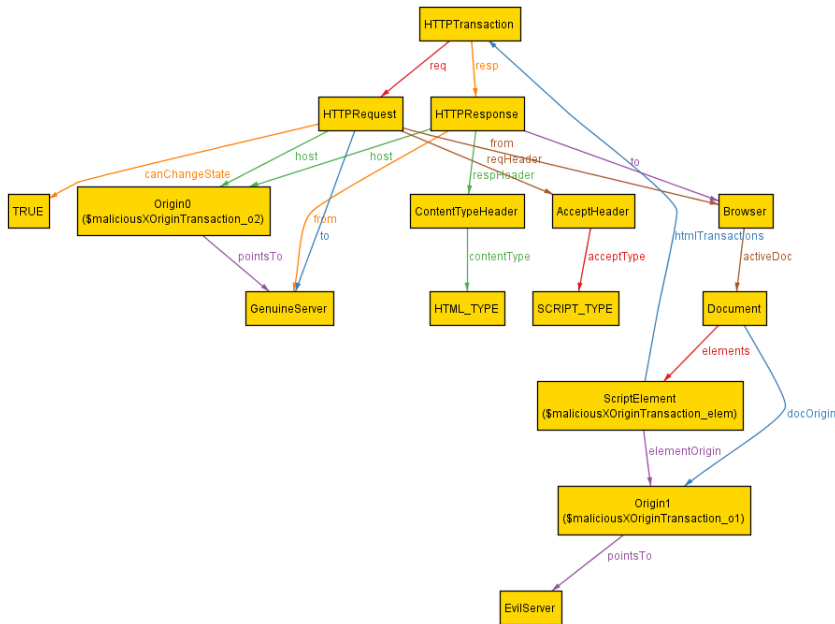 HTTPTransaction
req
resp
HTTPRequest
HTTPResponse
from
host
host
reqHeader
to
canChangeState
respHeader
TRUE
Origin0
($maliciousXOriginTransaction_o2)
from
to
ContentTypeHeader
AcceptHeader
Browser
htmlTransactions
pointsTo
contentType
acceptType
activeDoc
GenuineServer
HTML_TYPE
SCRIPT_TYPE
Document
elements
ScriptElement
($maliciousXOriginTransaction_elem)
docOrigin
elementOrigin
Origin1
($maliciousXOriginTransaction_o1)
pointsTo
EvilServer